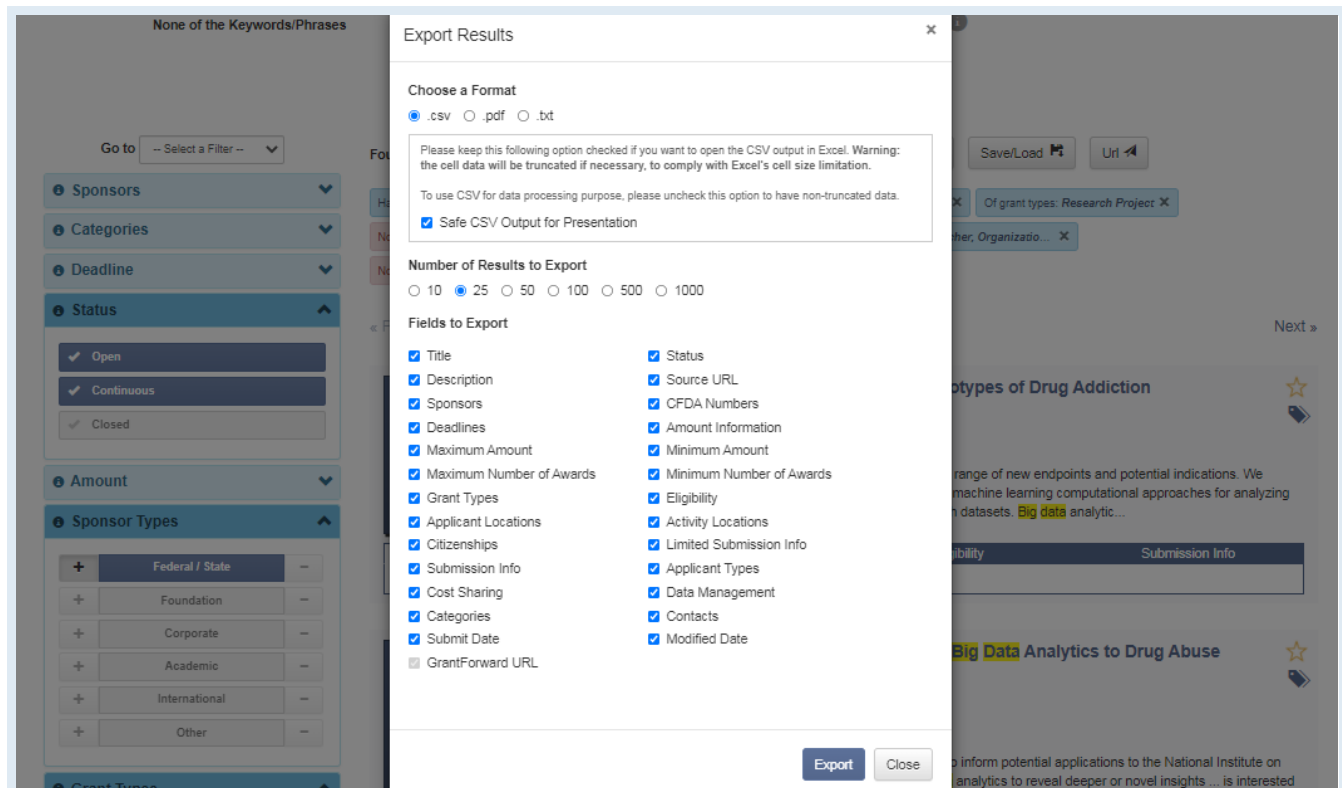 None of the Keywords/Phrases
Export Results
×
Choose a Format
.csv .pdf .txt
Please keep this following option checked if you want to open the CSV output in Excel. Warning:
the cell data will be truncated if necessary, to comply with Excel's cell size limitation.
To use CSV for data processing purpose, please uncheck this option to have non-truncated data.
Safe CSV Output for Presentation
Number of Results to Export
10 25 50 100 500 1000
Fields to Export
Title Status
Description Source URL
Sponsors CFDA Numbers
Deadlines Amount Information
Maximum Amount Minimum Amount
Maximum Number of Awards Minimum Number of Awards
Grant Types Eligibility
Applicant Locations Activity Locations
Citizenships Limited Submission Info
Submission Info Applicant Types
Cost Sharing Data Management
Categories Contacts
Submit Date Modified Date
GrantForward URL
Export Close
Go to -- Select a Filter --
Sponsors
Categories
Deadline
Status
Open
Continuous
Closed
Amount
Sponsor Types
+ Federal / State −
+ Foundation −
+ Corporate −
+ Academic −
+ International −
+ Other −
Grant Types
Save/Load Url
× Of grant types: Research Project ×
Organizatio... ×
Next »
of Drug Addiction
range of new endpoints and potential indications. We
machine learning computational approaches for analyzing
datasets. Big data analytic...
Submission Info
Big Data Analytics to Drug Abuse
inform potential applications to the National Institute on
analytics to reveal deeper or novel insights ... is interested